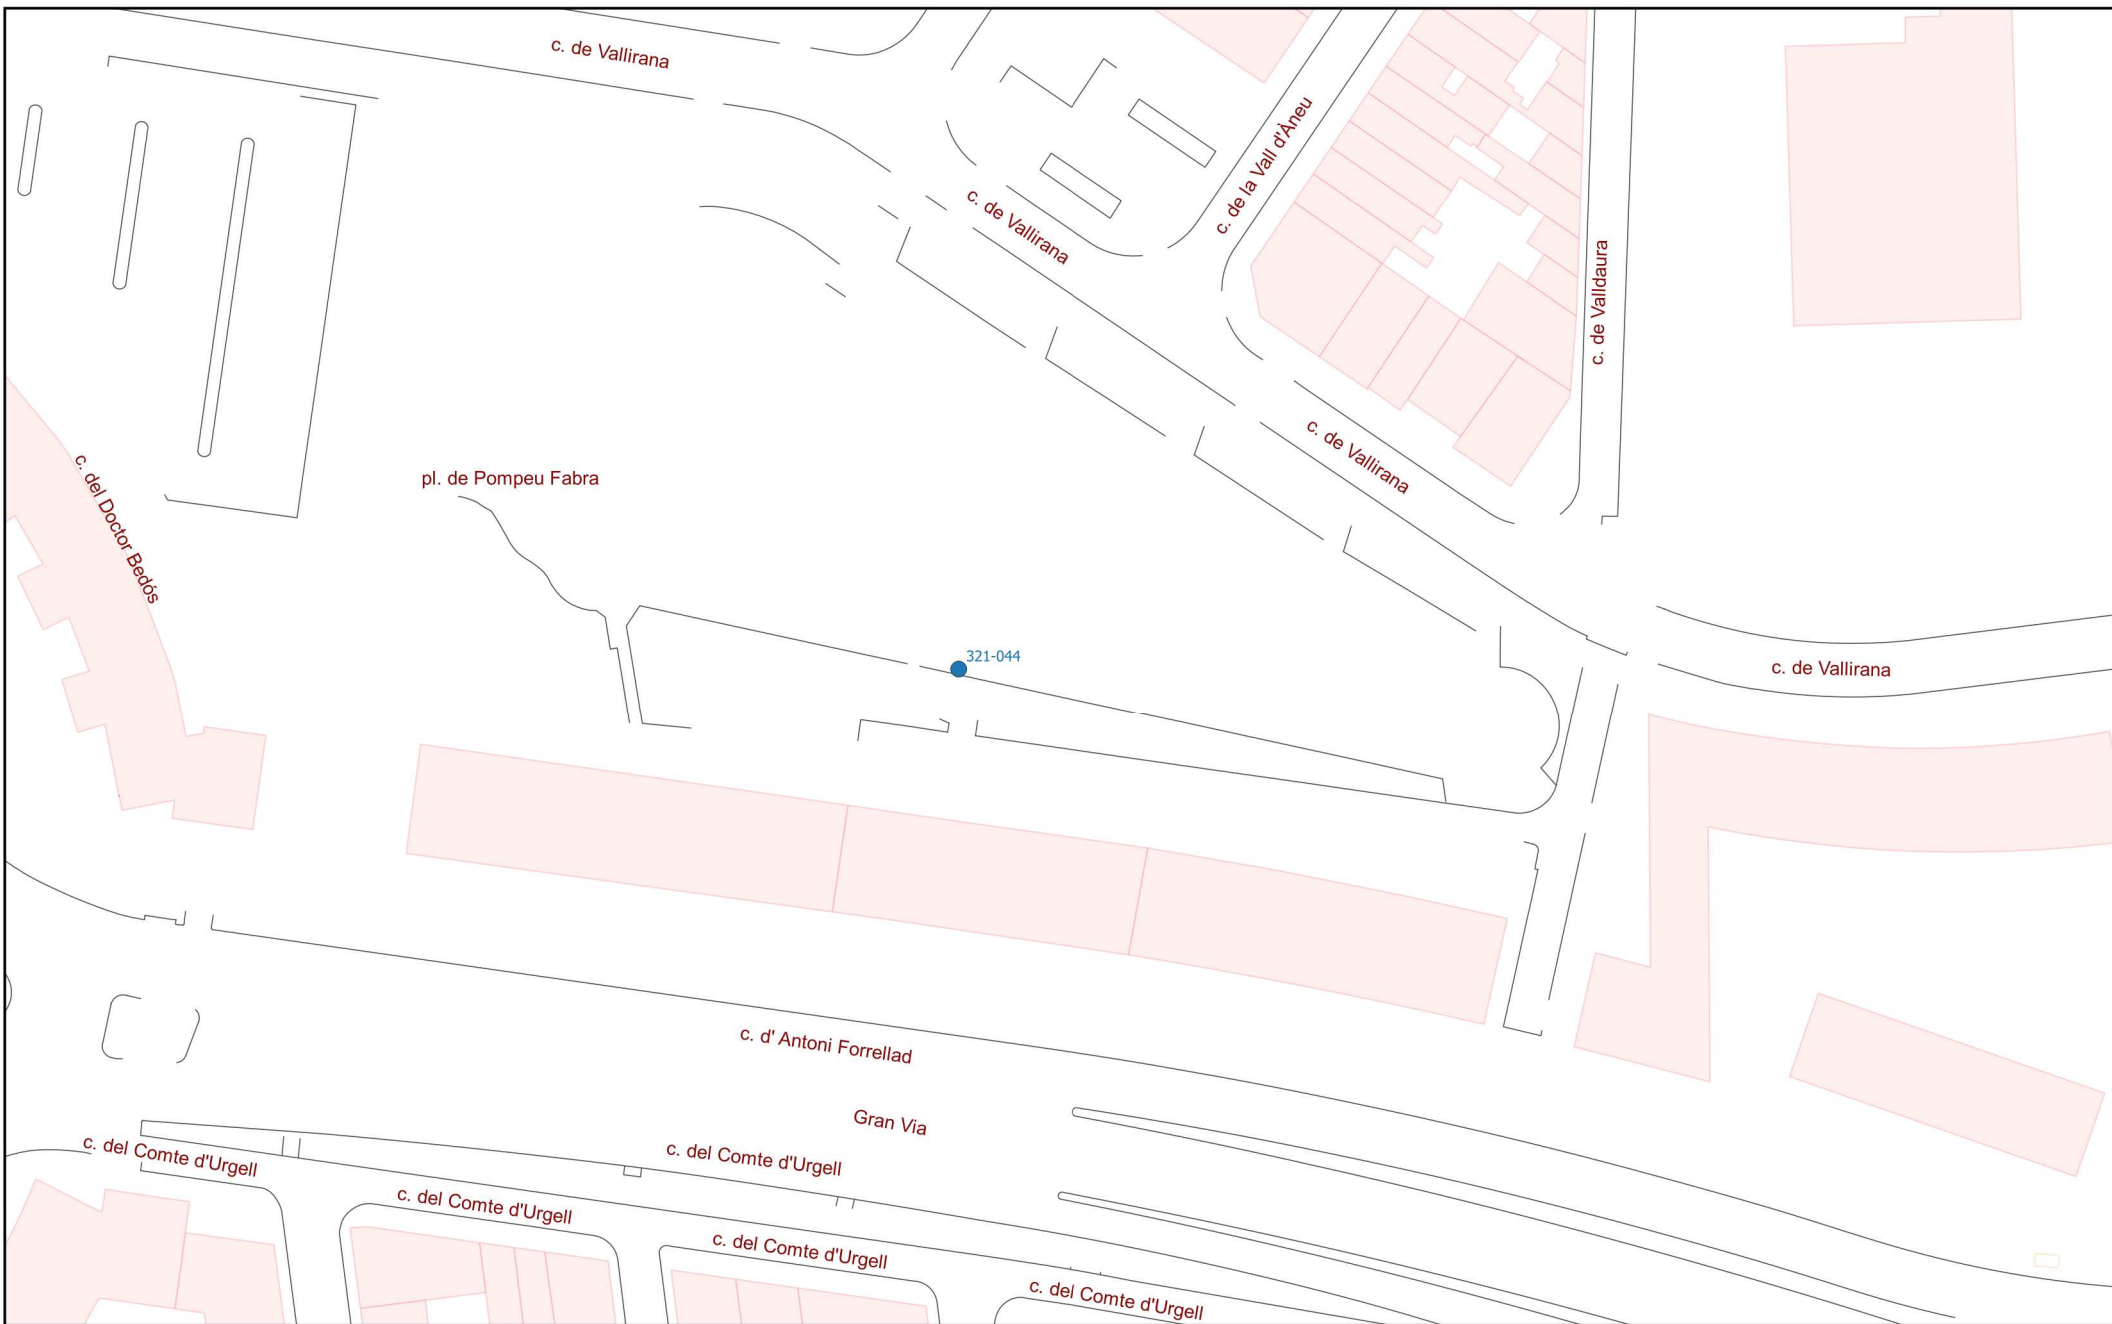 c. de Vallirana
c. de la Vall d'Àneu
c. de Vallirana
c. de Valldaura
c. de Vallirana
pl. de Pompeu Fabra
c. del Doctor Bedós
321-044
c. de Vallirana
c. d' Antoni Forrellad
Gran Via
c. del Comte d'Urgell
c. del Comte d'Urgell
c. del Comte d'Urgell
c. del Comte d'Urgell
c. del Comte d'Urgell